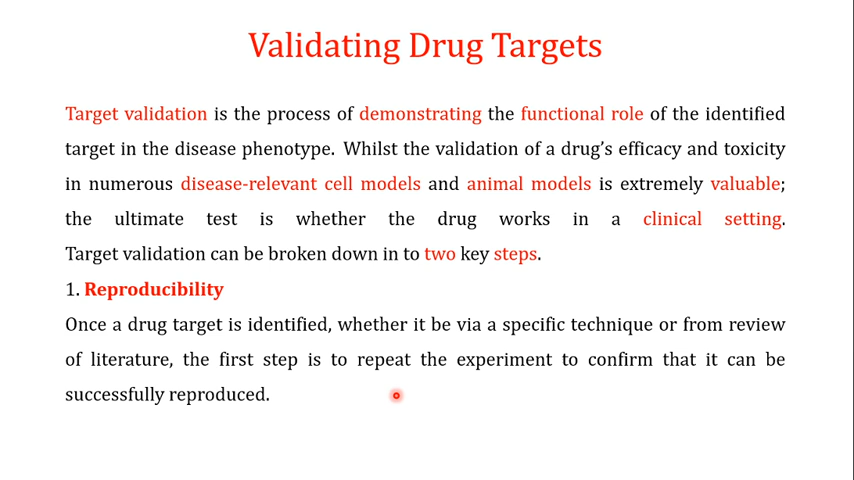 Validating Drug Targets
Target validation is the process of demonstrating the functional role of the identified
target in the disease phenotype. Whilst the validation of a drug’s efficacy and toxicity
in numerous disease-relevant cell models and animal models is extremely valuable;
the ultimate test is whether the drug works in a clinical setting.
Target validation can be broken down in to two key steps.
1. Reproducibility
Once a drug target is identified, whether it be via a specific technique or from review
of literature, the first step is to repeat the experiment to confirm that it can be
successfully reproduced.